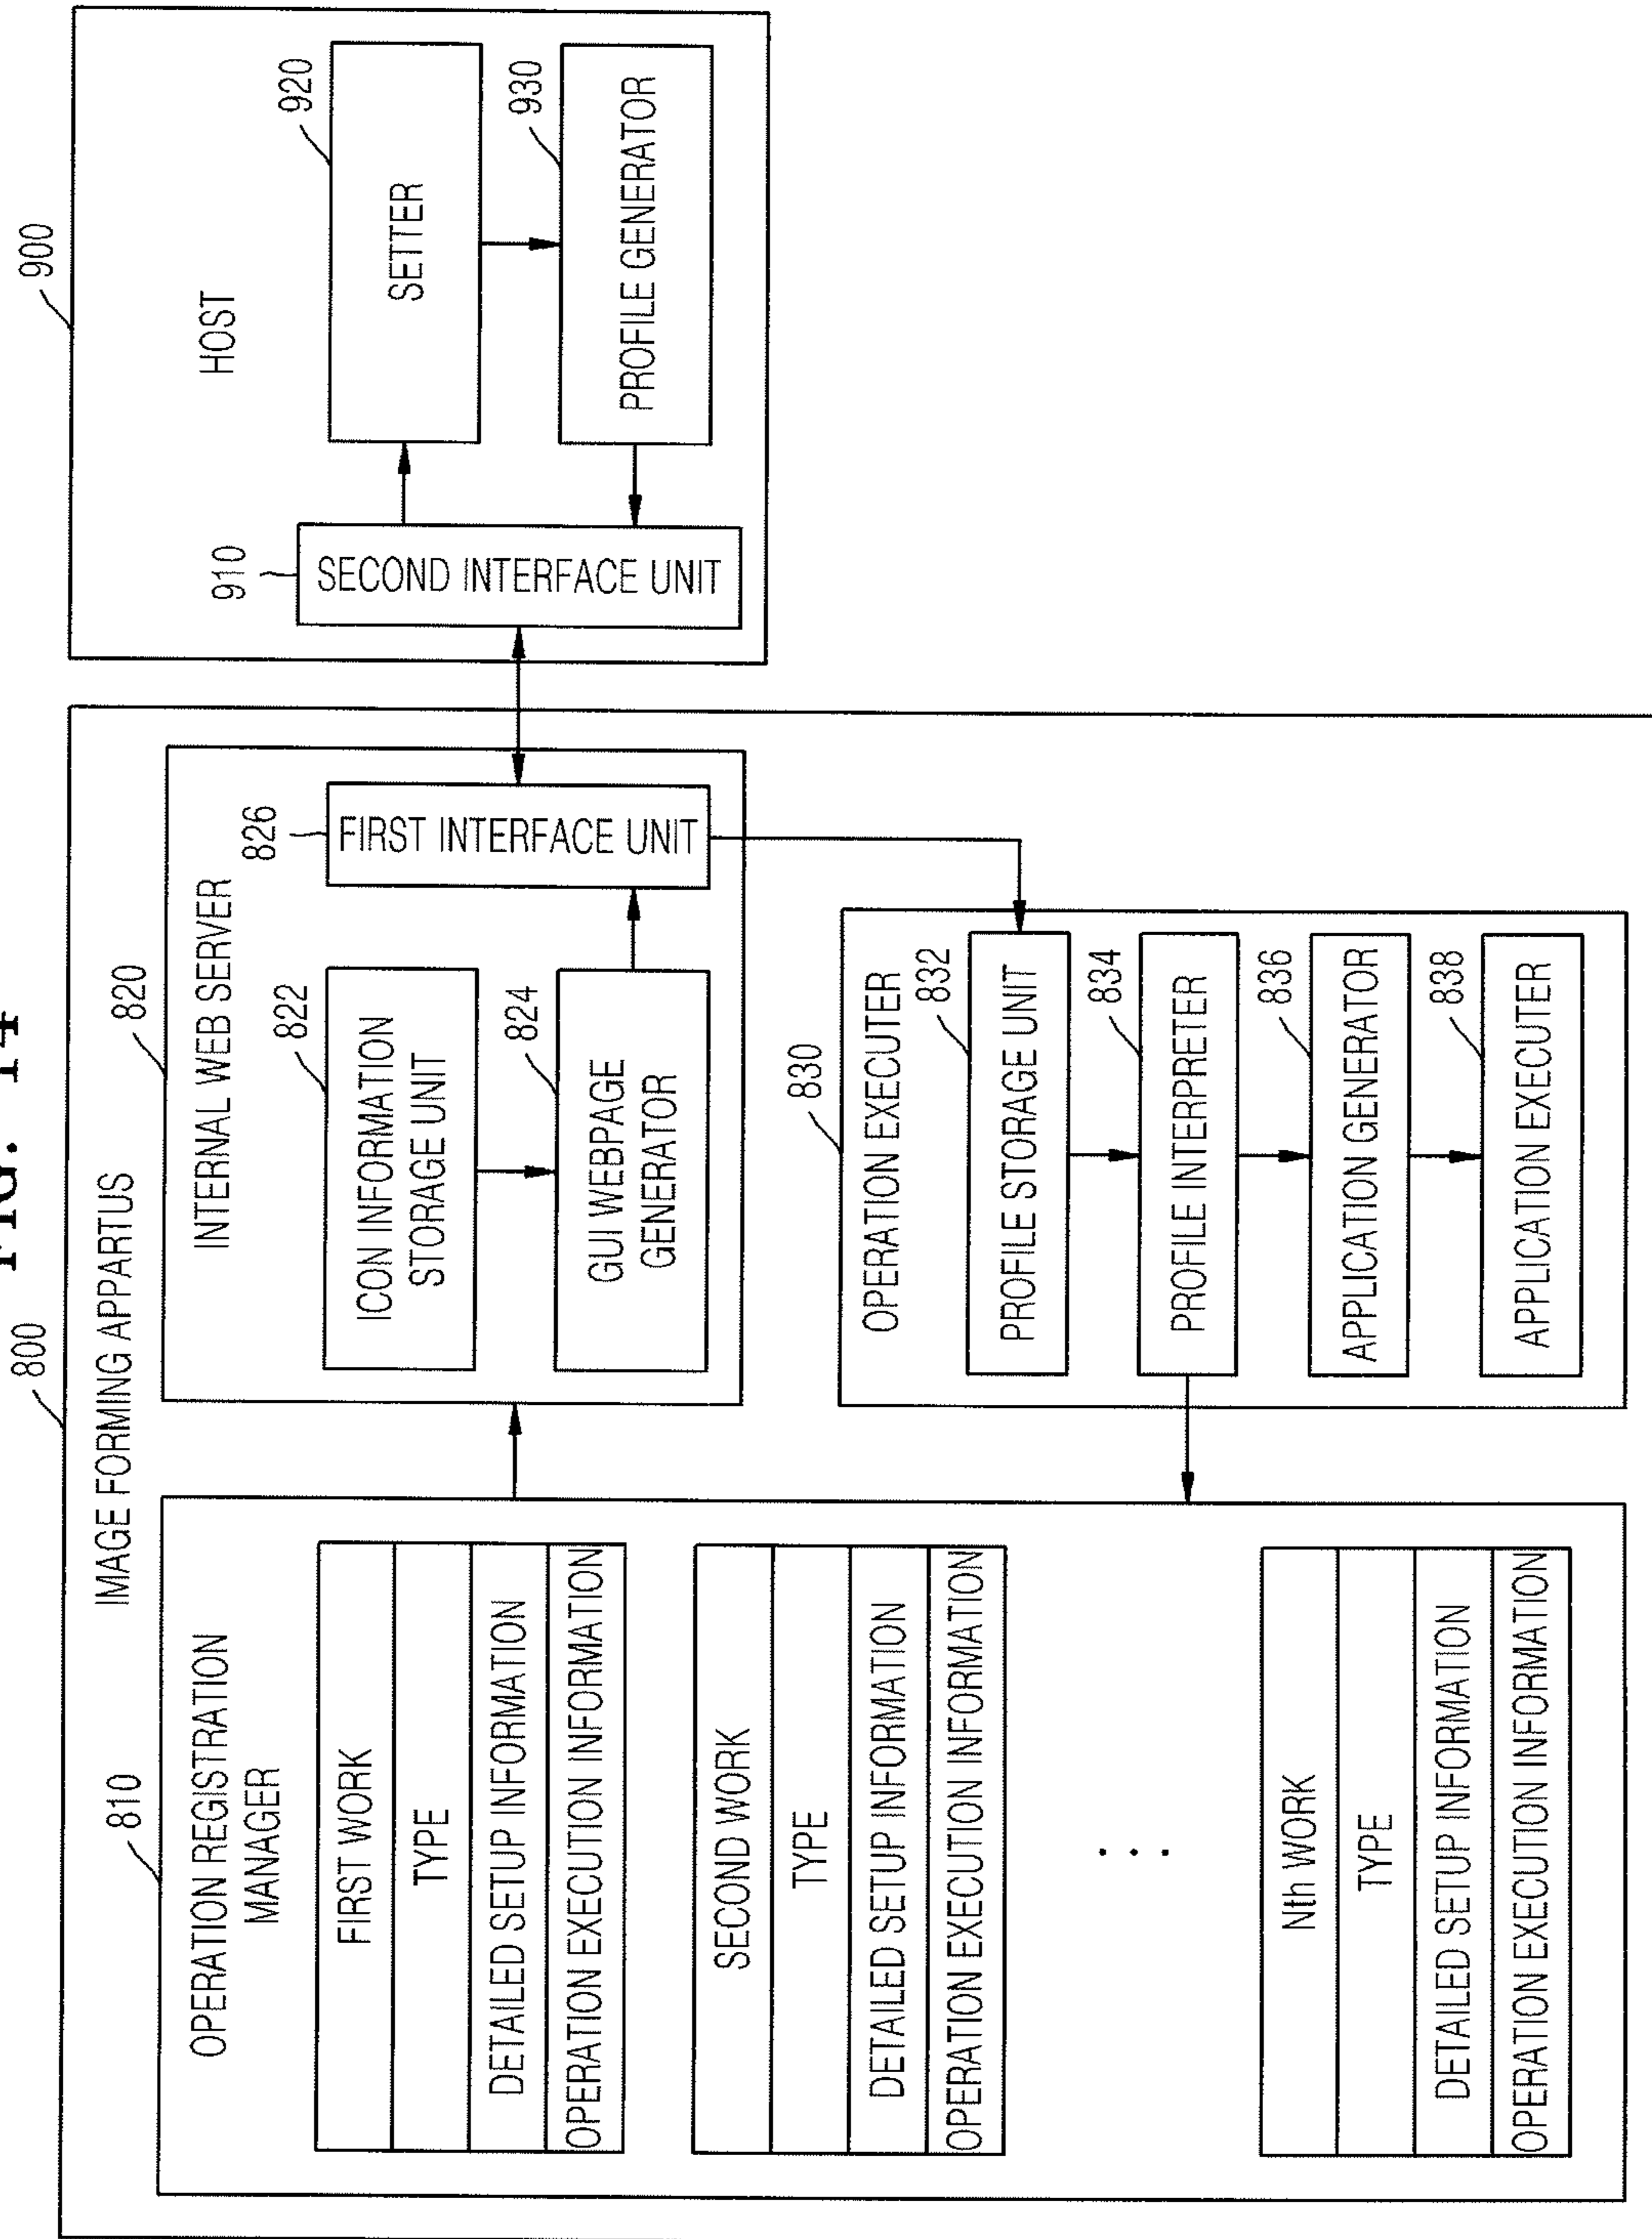 FIG. 14
800
IMAGE FORMING APPARTUS
810
OPERATION REGISTRATION
MANAGER
FIRST WORK
TYPE
DETAILED SETUP INFORMATION
OPERATION EXECUTION INFORMATION
SECOND WORK
TYPE
DETAILED SETUP INFORMATION
OPERATION EXECUTION INFORMATION
. . .
Nth WORK
TYPE
DETAILED SETUP INFORMATION
OPERATION EXECUTION INFORMATION
820
INTERNAL WEB SERVER
822
ICON INFORMATION
STORAGE UNIT
824
GUI WEBPAGE
GENERATOR
826
FIRST INTERFACE UNIT
830
OPERATION EXECUTER
832
PROFILE STORAGE UNIT
834
PROFILE INTERPRETER
836
APPLICATION GENERATOR
838
APPLICATION EXECUTER
900
HOST
910
SECOND INTERFACE UNIT
920
SETTER
930
PROFILE GENERATOR